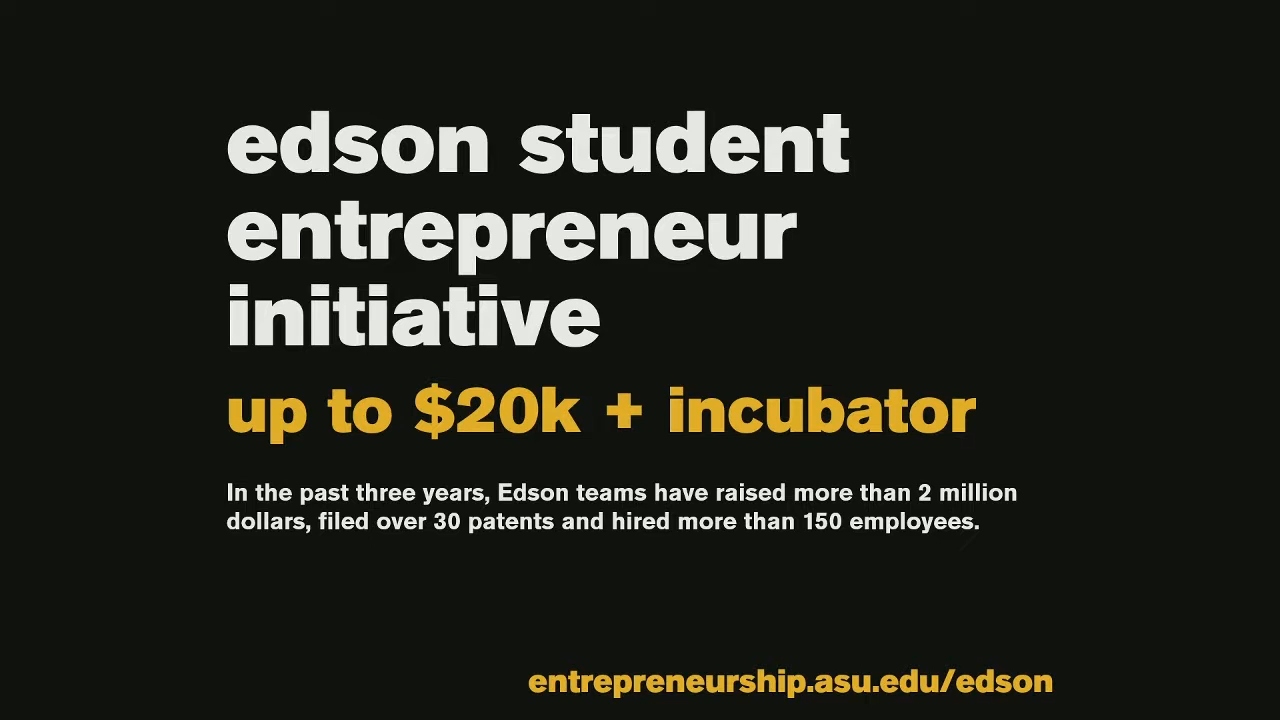 edson student
entrepreneur
initiative
up to $20k + incubator
In the past three years, Edson teams have raised more than 2 million
dollars, filed over 30 patents and hired more than 150 employees.
entrepreneurship.asu.edu/edson